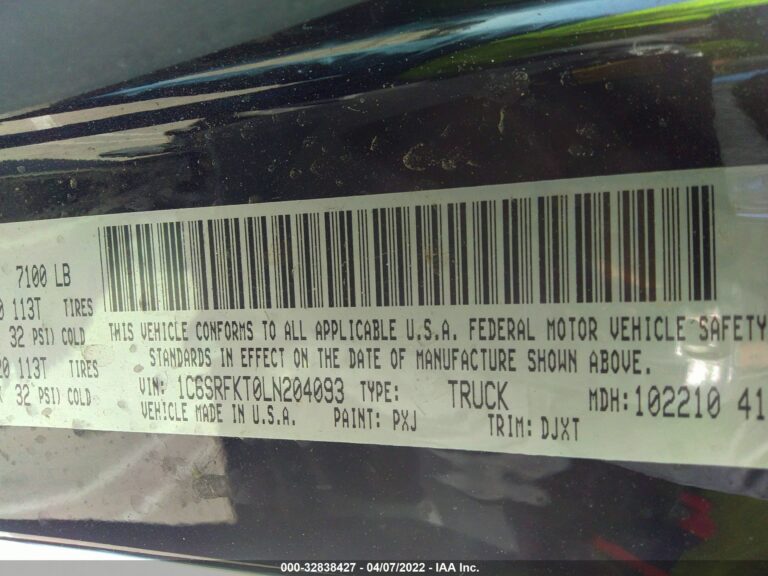 7100 LB
113T TIRES
32 PSI) COLD
20 113T
32 PSI) COLD
THIS VEHICLE CONFORMS TO ALL APPLICABLE U.S.A. FEDERAL MOTOR VEHICLE SAFETY
STANDARDS IN EFFECT ON THE DATE OF MANUFACTURE SHOWN ABOVE.
VIN: 1C6SRFKT0LN204093 TYPE: TRUCK MDH: 102210 41
VEHICLE MADE IN U.S.A. PAINT: PXJ TRIM: DJXT
000-32838427 - 04/07/2022 - IAA Inc.